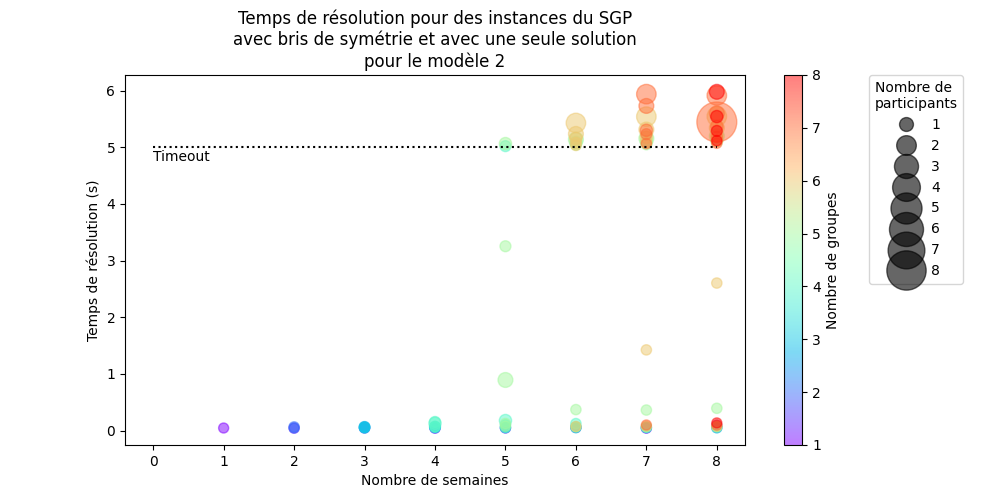 Temps de résolution pour des instances du SGP
avec bris de symétrie et avec une seule solution
pour le modèle 2
Temps de résolution (s)
6
5
4
3
2
1
0
Timeout
0 1 2 3 4 5 6 7 8
Nombre de semaines
8
7
6
5
4
3
2
1
Nombre de groupes
Nombre de
participants
1
2
3
4
5
6
7
8